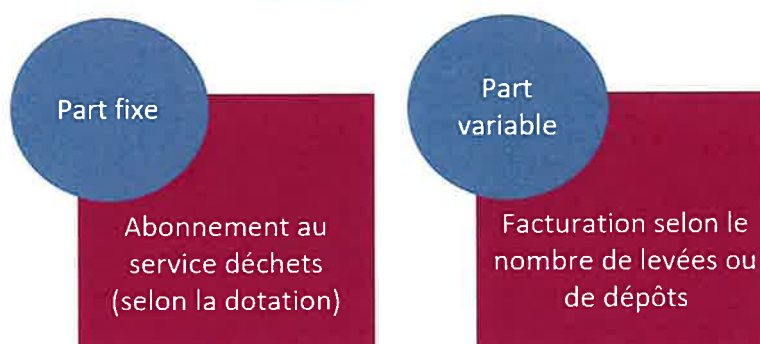 Part fixe
Abonnement au
service déchets
(selon la dotation)
Part
variable
Facturation selon le
nombre de levées ou
de dépôts